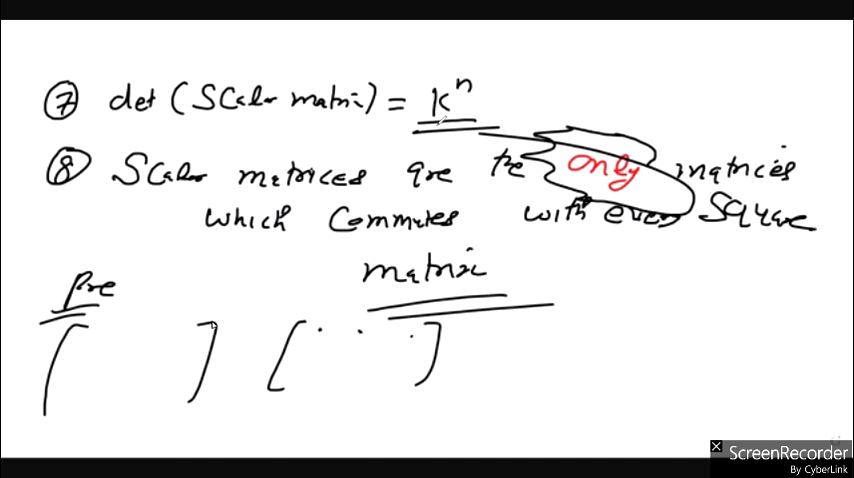 ⑦ det (Scalar matrix) = kⁿ
⑧ Scalar matrices are the only matrices
which commutes with every square
matrix
Pre
[ ] [ . . . ]
ScreenRecorder
By CyberLink